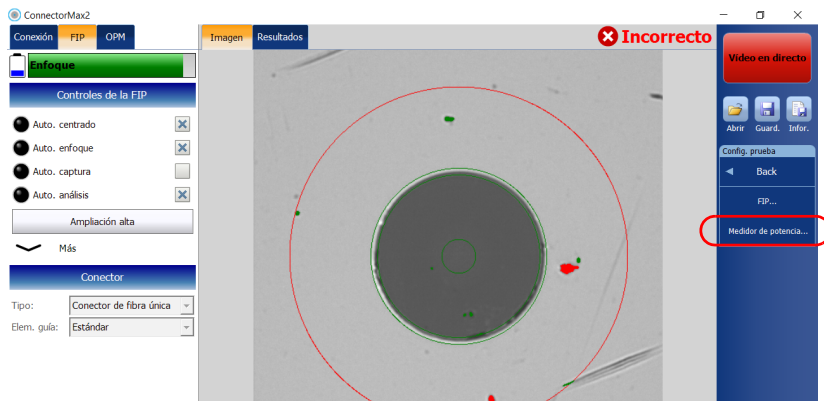 ConnectorMax2
Conexión FIP OPM
Enfoque
Controles de la FIP
Auto. centrado
Auto. enfoque
Auto. captura
Auto. análisis
Ampliación alta
Más
Conector
Tipo: Conector de fibra única
Elem. guía: Estándar
Imagen Resultados
Incorrecto
Video en directo
Abrir Guard. Infor.
Config. prueba
Back
FIP...
Medidor de potencia...